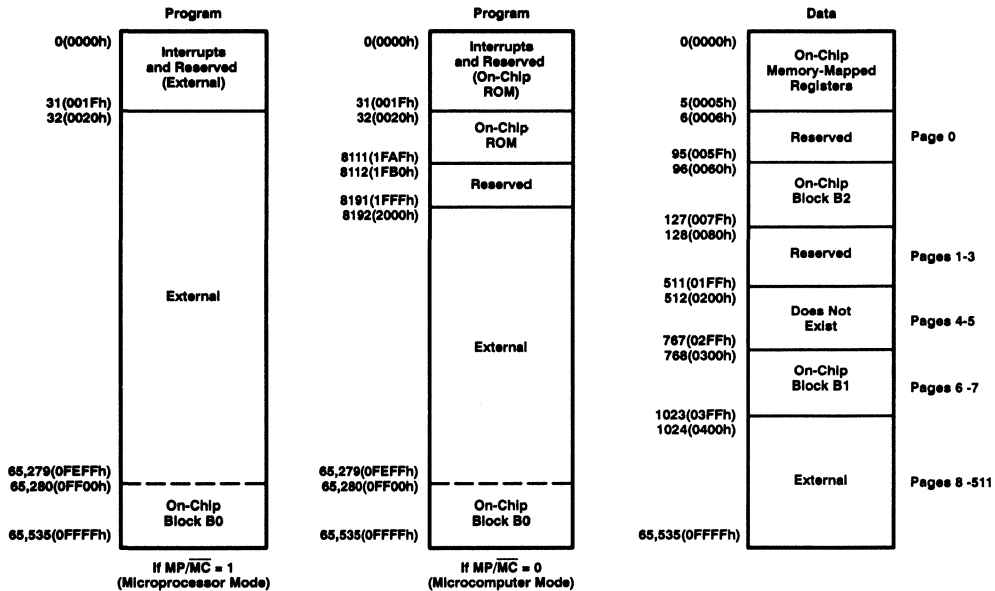 Program
0(0000h)
Interrupts
and Reserved
(External)
31(001Fh)
32(0020h)
External
65,279(0FEFFh)
65,280(0FF00h)
On-Chip
Block B0
65,535(0FFFFh)
If MP/MC = 1
(Microprocessor Mode)
Program
0(0000h)
Interrupts
and Reserved
(On-Chip
ROM)
31(001Fh)
32(0020h)
On-Chip
ROM
8111(1FAFh)
8112(1FB0h)
Reserved
8191(1FFFh)
8192(2000h)
External
65,279(0FEFFh)
65,280(0FF00h)
On-Chip
Block B0
65,535(0FFFFh)
If MP/MC = 0
(Microcomputer Mode)
Data
0(0000h)
On-Chip
Memory-Mapped
Registers
5(0005h)
6(0006h)
Reserved
Page 0
95(005Fh)
96(0060h)
On-Chip
Block B2
127(007Fh)
128(0080h)
Reserved
Pages 1-3
511(01FFh)
512(0200h)
Does Not
Exist
Pages 4-5
767(02FFh)
768(0300h)
On-Chip
Block B1
Pages 6 -7
1023(03FFh)
1024(0400h)
External
Pages 8 -511
65,535(0FFFFh)